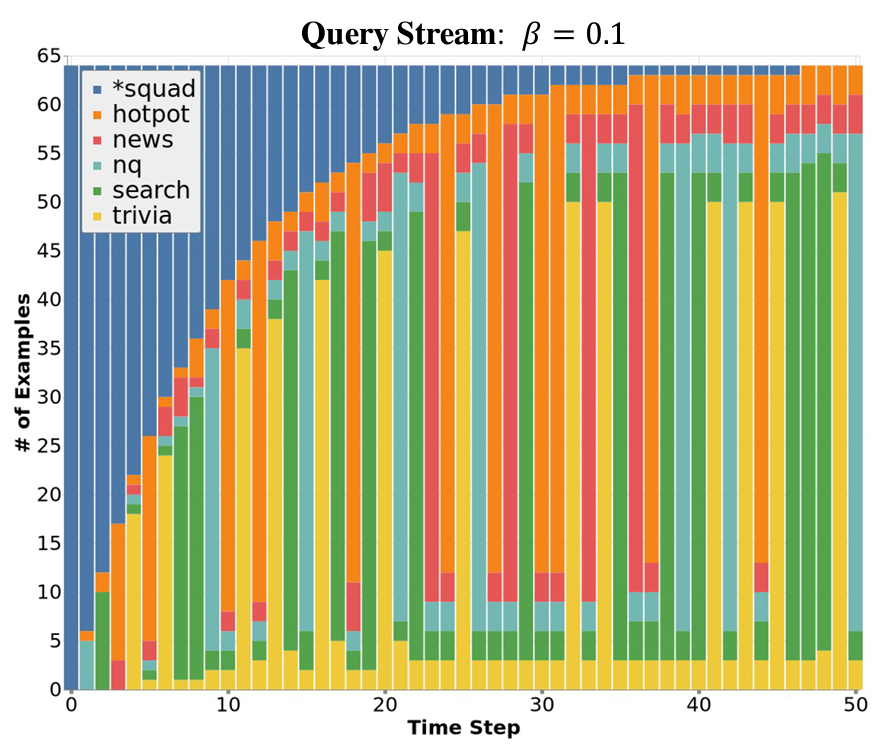 Query Stream: β = 0.1
65
60
55
50
45
40
35
30
25
20
15
10
5
0
# of Examples
*squad
hotpot
news
nq
search
trivia
0 10 20 30 40 50
Time Step